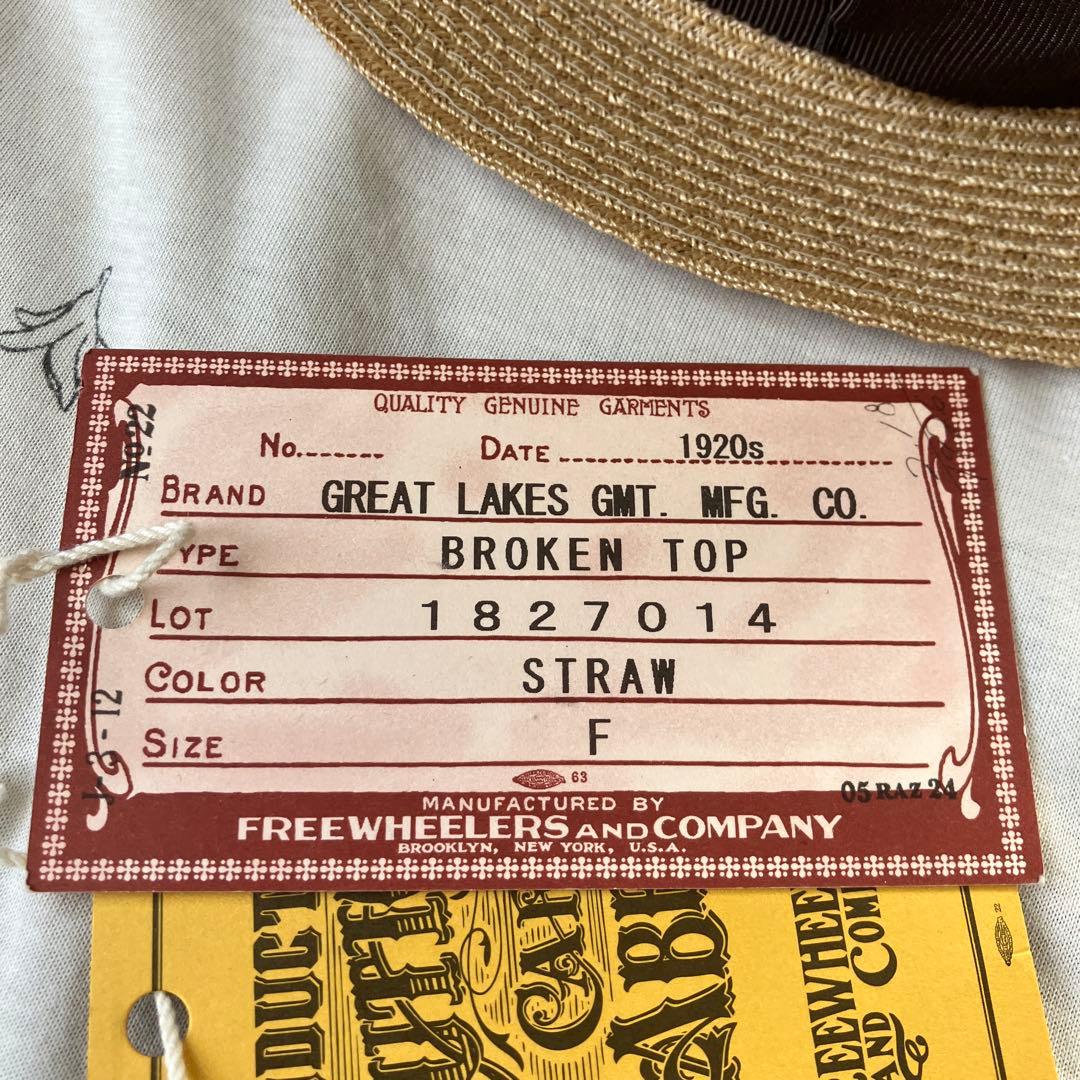 QUALITY GENUINE GARMENTS
No.
DATE 1920s
No. 22
BRAND GREAT LAKES GMT. MFG. CO.
TYPE BROKEN TOP
LOT 1827014
COLOR STRAW
SIZE F
63
05 RAZ 24
MANUFACTURED BY
FREEWHEELERS AND COMPANY
BROOKLYN, NEW YORK, U.S.A.
22